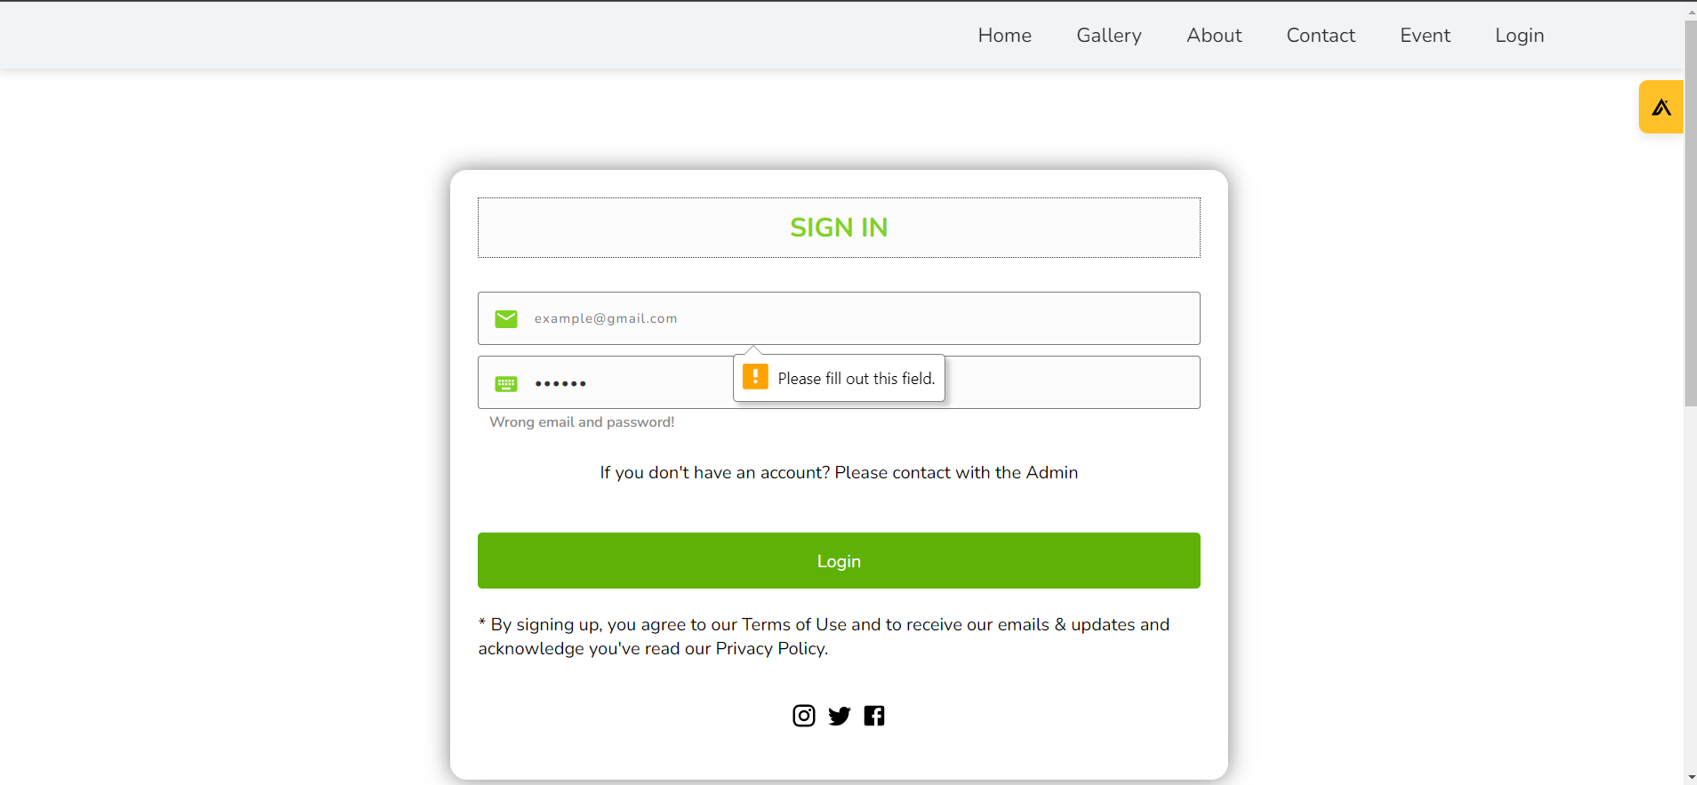 Home Gallery About Contact Event Login
SIGN IN
example@gmail.com
Please fill out this field.
••••••
Wrong email and password!
If you don't have an account? Please contact with the Admin
Login
* By signing up, you agree to our Terms of Use and to receive our emails & updates and
acknowledge you've read our Privacy Policy.